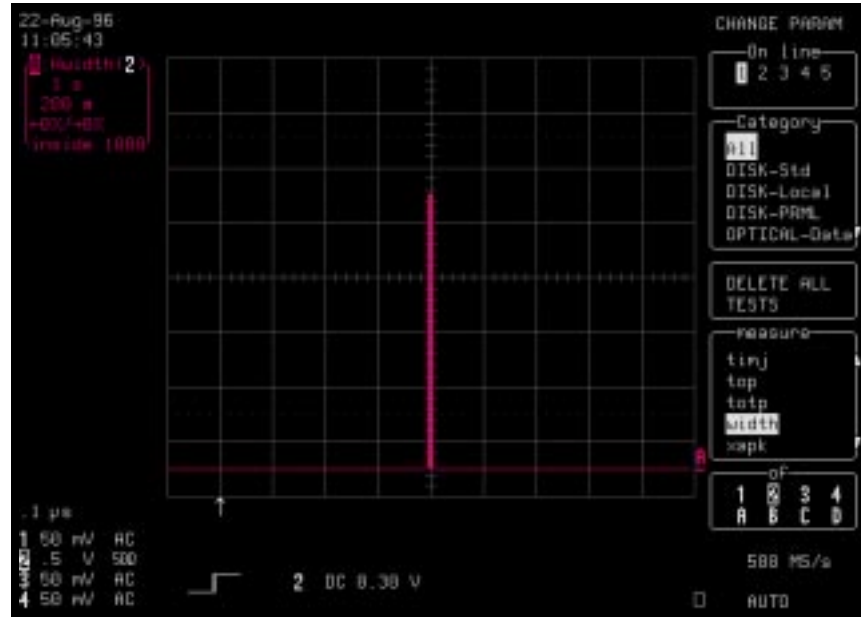 22-Aug-96
11:05:43
Hwidth(2)
1 s
200 m
inside 1000
CHANGE PARAM
On line
1 2 3 4 5
Category
All
DISK-Std
DISK-Local
DISK-PRML
OPTICAL-Data
DELETE ALL
TESTS
measure
timj
top
totp
width
xapk
of
1 2 3 4
A B C D
A
.1 µs
1 50 mV AC
2 .5 V 50Ω
3 50 mV AC
4 50 mV AC
2 DC 0.30 V
500 MS/s
AUTO